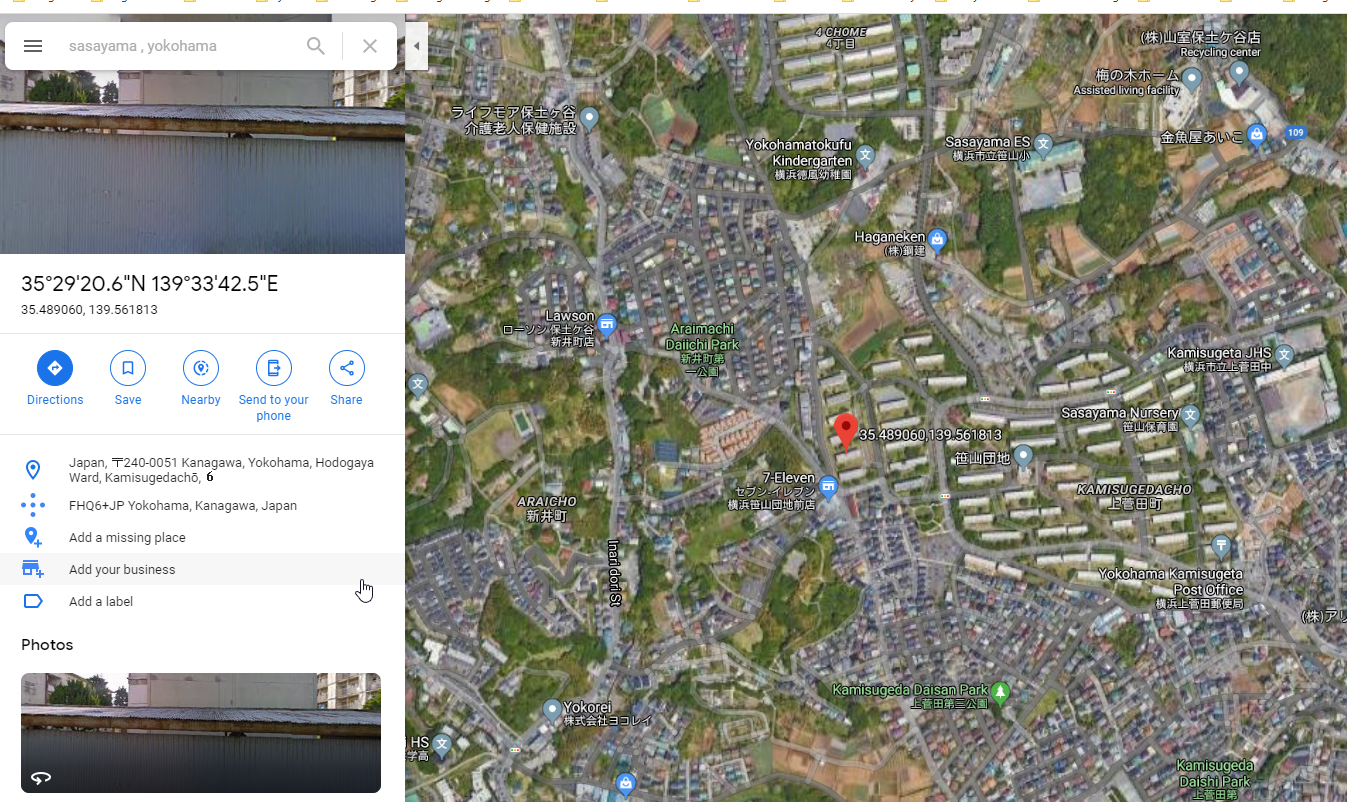 sasayama , yokohama
35°29'20.6"N 139°33'42.5"E
35.489060, 139.561813
Directions
Save
Nearby
Send to your
phone
Share
Japan, 〒240-0051 Kanagawa, Yokohama, Hodogaya
Ward, Kamisugedachō, 6
FHQ6+JP Yokohama, Kanagawa, Japan
Add a missing place
Add your business
Add a label
Photos
4 CHOME
4丁目
(株)山室保土ケ谷店
Recycling center
梅の木ホーム
Assisted living facility
ライフモア保土ヶ谷
介護老人保健施設
金魚屋あいこ
109
Yokohamatokufu
Kindergarten
横浜徳風幼稚園
Sasayama ES
横浜市立笹山小
Haganeken
(株)鋼建
Lawson
ローソン 保土ケ谷
新井町店
Araimachi
Daiichi Park
新井町第
一公園
Kamisugeta JHS
横浜市立上菅田中
Sasayama Nursery
笹山保育園
35.489060,139.561813
笹山団地
7-Eleven
セブン-イレブン
横浜笹山団地前店
KAMISUGEDACHO
上菅田町
ARAICHO
新井町
Inaridori St
Yokohama Kamisugeta
Post Office
横浜上菅田郵便局
(株)アリ
Kamisugeda Daisan Park
上菅田第三公園
Yokorei
株式会社ヨコレイ
HS
学高
Kamisugeda
Daishi Park
上菅田第